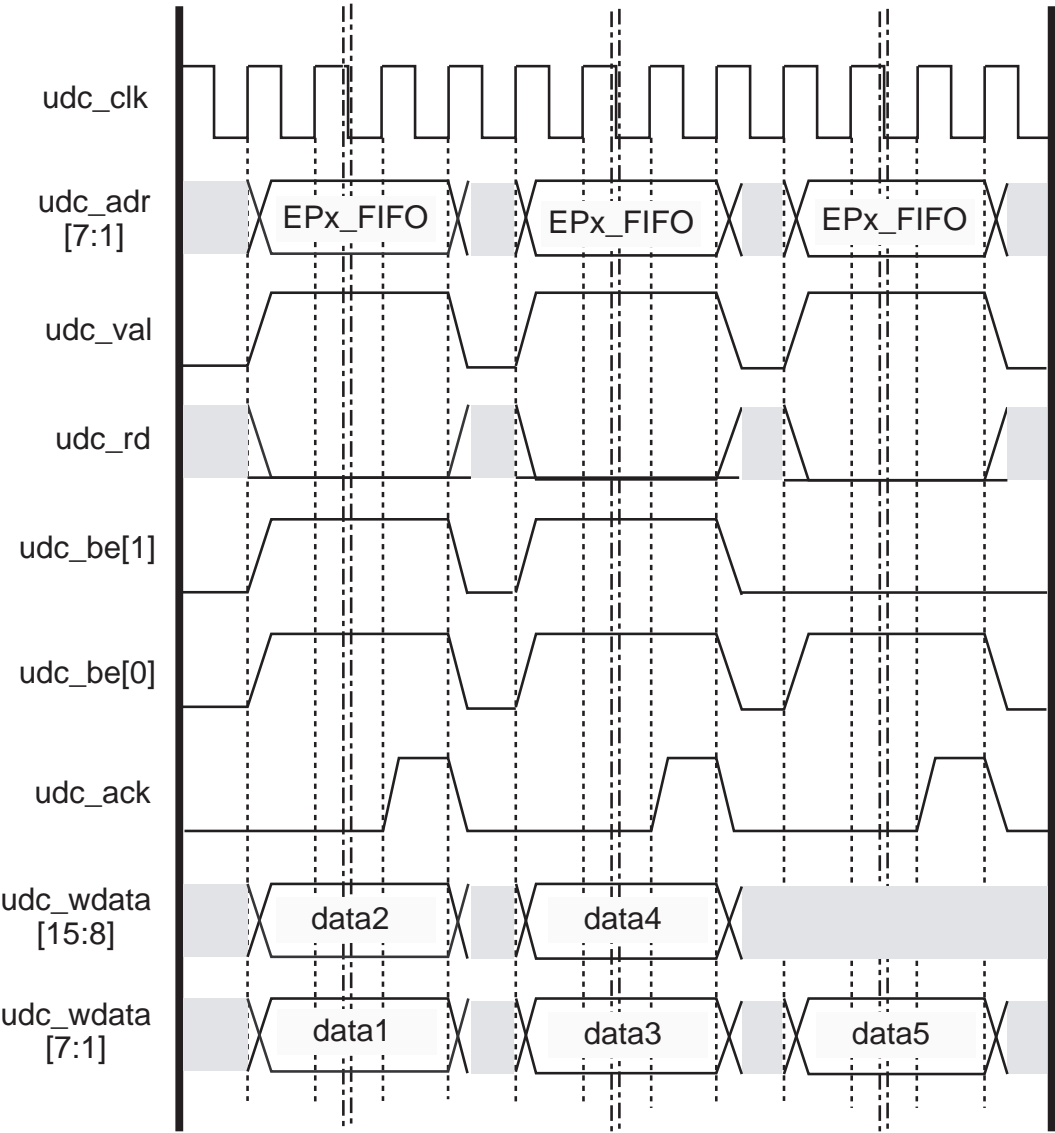 udc_clk
udc_adr
[7:1]
EPx_FIFO
EPx_FIFO
EPx_FIFO
udc_val
udc_rd
udc_be[1]
udc_be[0]
udc_ack
udc_wdata
[15:8]
data2
data4
udc_wdata
[7:1]
data1
data3
data5